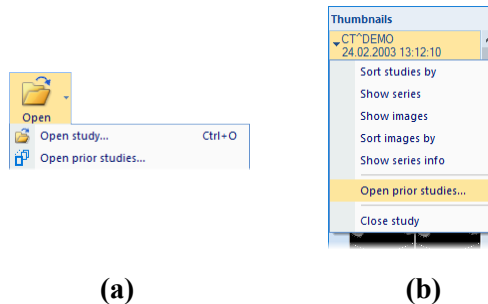 Open
Open study... Ctrl+O
Open prior studies...
(a)
Thumbnails
CT^DEMO
24.02.2003 13:12:10
Sort studies by
Show series
Show images
Sort images by
Show series info
Open prior studies...
Close study
(b)